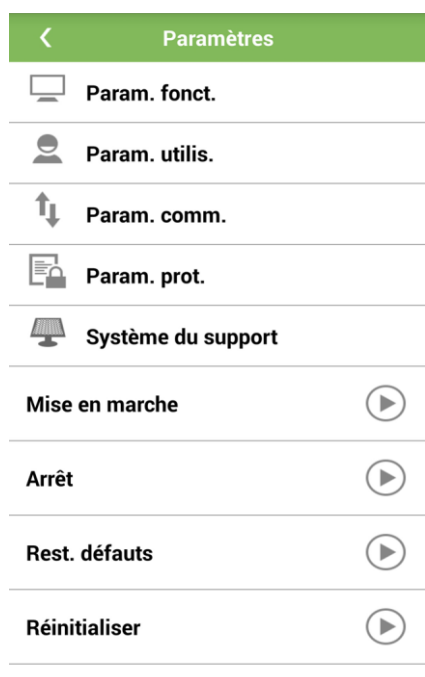 Paramètres
Param. fonct.
Param. utilis.
Param. comm.
Param. prot.
Système du support
Mise en marche
Arrêt
Rest. défauts
Réinitialiser